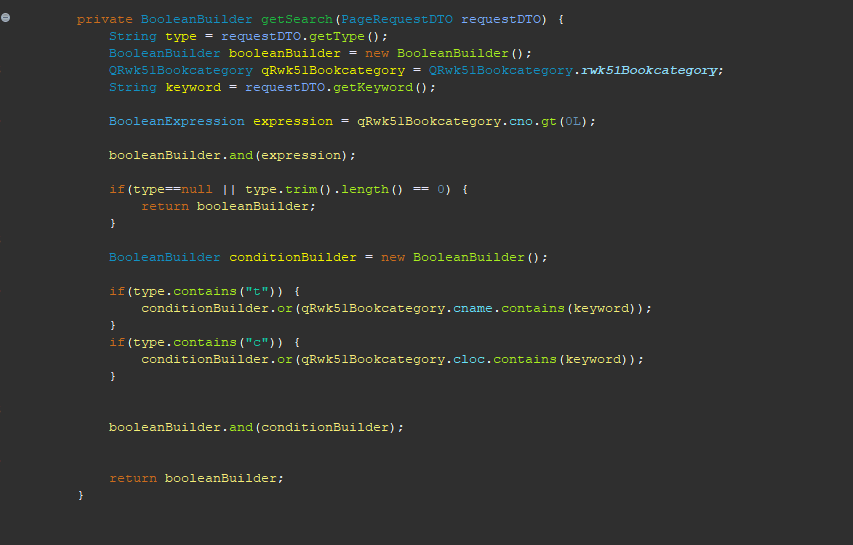 private BooleanBuilder getSearch(PageRequestDTO requestDTO) {
String type = requestDTO.getType();
BooleanBuilder booleanBuilder = new BooleanBuilder();
QRwk51Bookcategory qRwk51Bookcategory = QRwk51Bookcategory.rwk51Bookcategory;
String keyword = requestDTO.getKeyword();
BooleanExpression expression = qRwk51Bookcategory.cno.gt(0L);
booleanBuilder.and(expression);
if(type==null || type.trim().length() == 0) {
return booleanBuilder;
}
BooleanBuilder conditionBuilder = new BooleanBuilder();
if(type.contains("t")) {
conditionBuilder.or(qRwk51Bookcategory.cname.contains(keyword));
}
if(type.contains("c")) {
conditionBuilder.or(qRwk51Bookcategory.cloc.contains(keyword));
}
booleanBuilder.and(conditionBuilder);
return booleanBuilder;
}